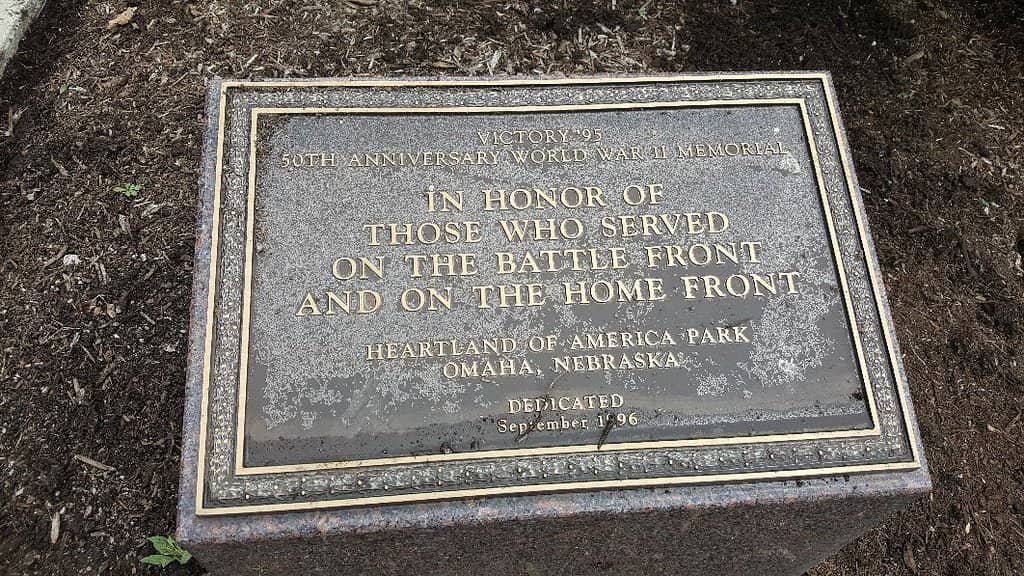 VICTORY '95
50TH ANNIVERSARY WORLD WAR II MEMORIAL
IN HONOR OF
THOSE WHO SERVED
ON THE BATTLE FRONT
AND ON THE HOME FRONT
HEARTLAND OF AMERICA PARK
OMAHA, NEBRASKA
DEDICATED
September 1996